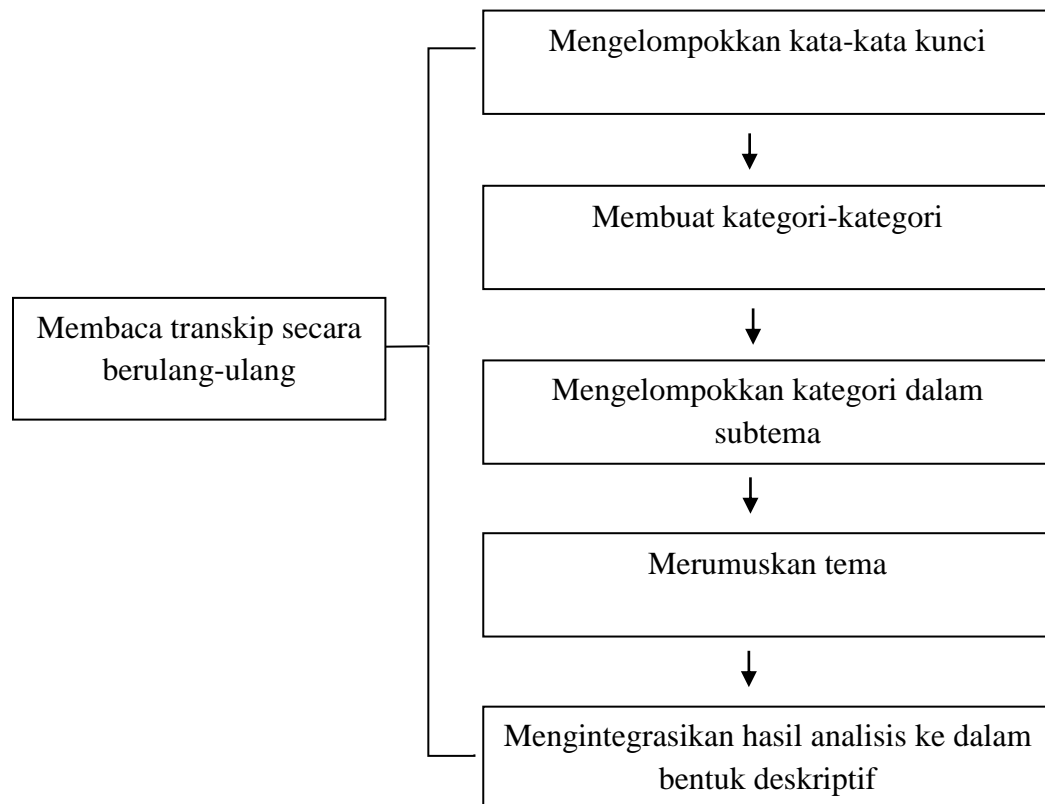 Mengelompokkan kata-kata kunci
Membuat kategori-kategori
Membaca transkip secara
berulang-ulang
Mengelompokkan kategori dalam
subtema
Merumuskan tema
Mengintegrasikan hasil analisis ke dalam
bentuk deskriptif